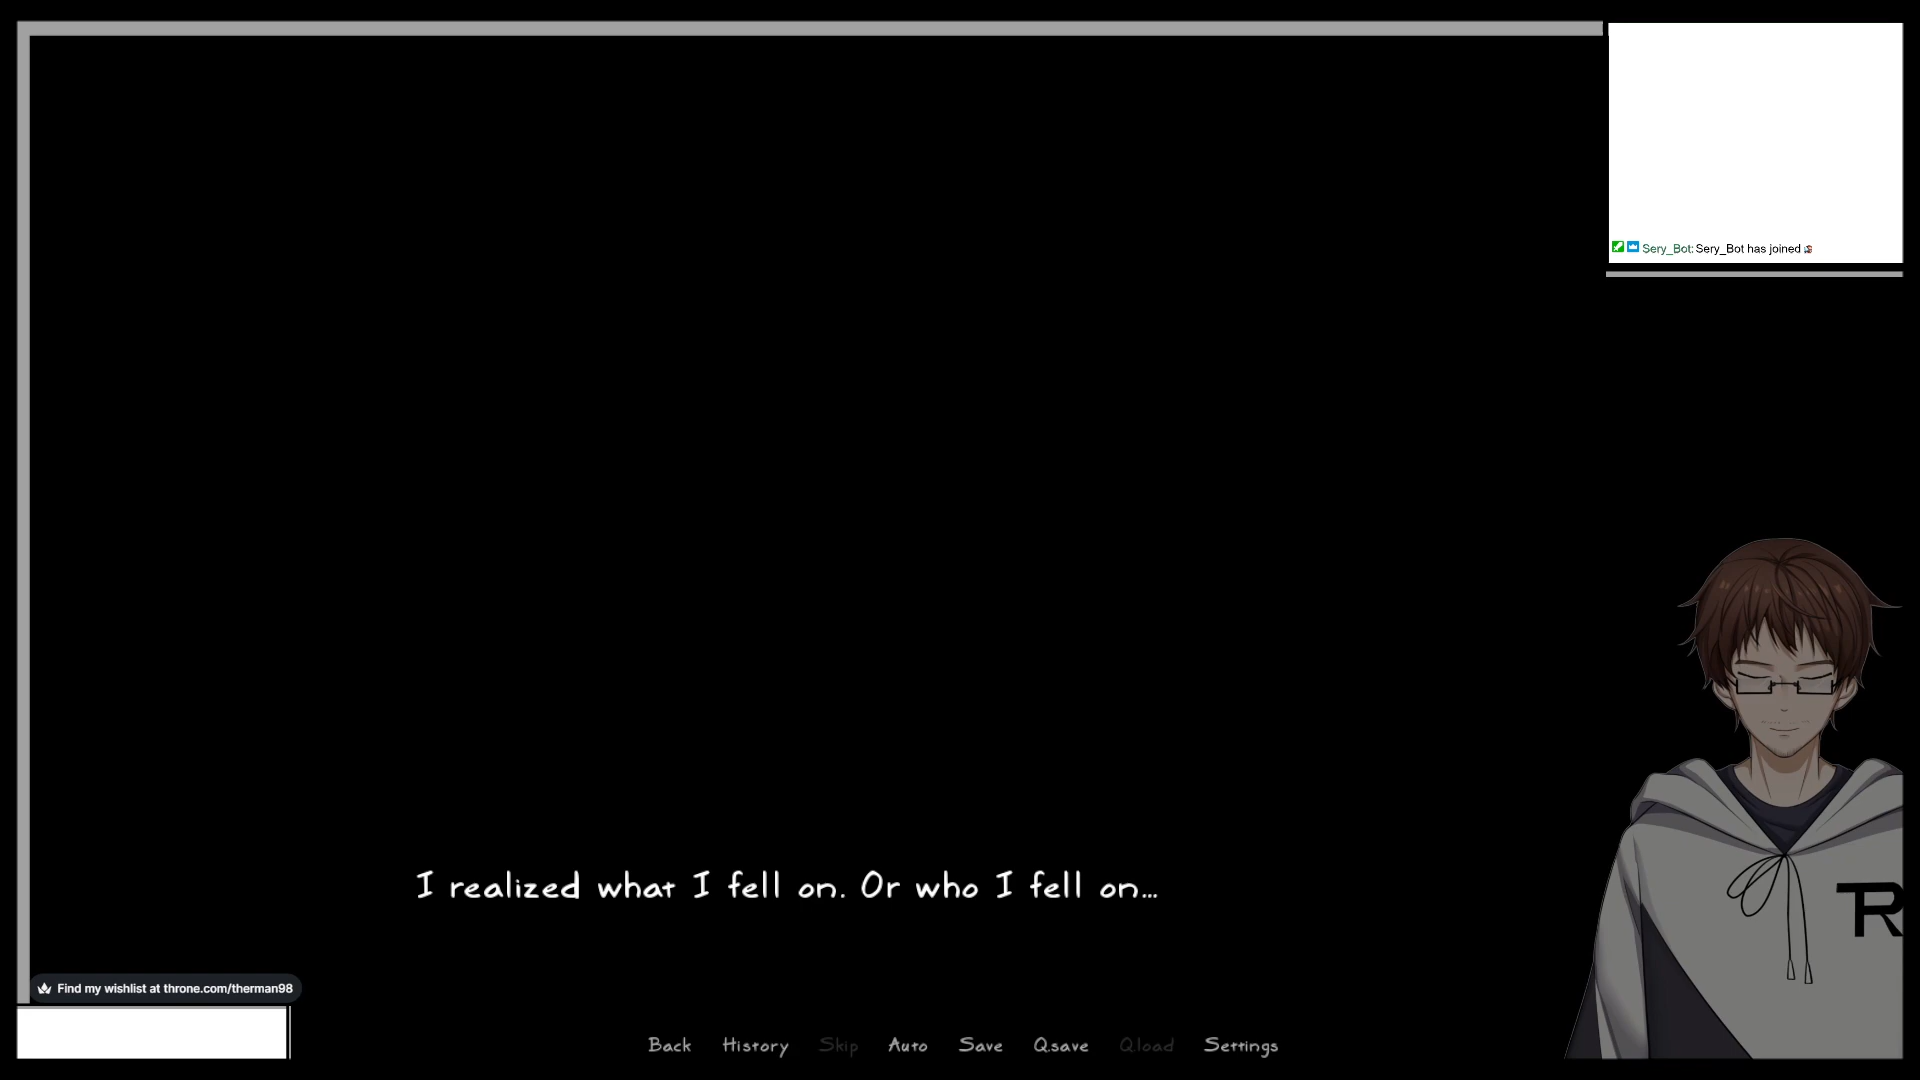 Sery_Bot: Sery_Bot has joined
I realized what I fell on. Or who I fell on...
TR
Find my wishlist at throne.com/therman98
Back History Skip Auto Save Q.save Q.load Settings